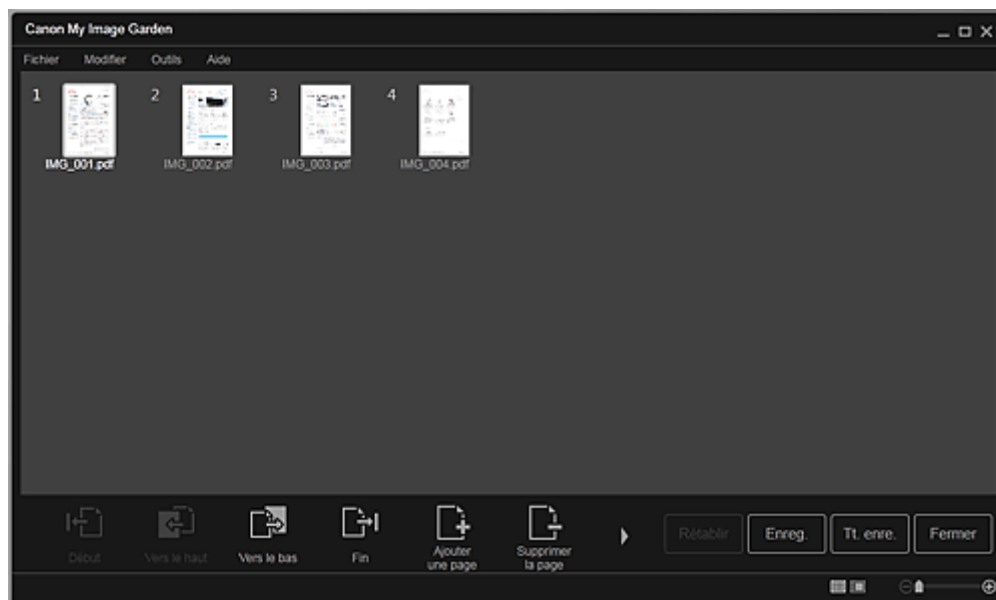 Canon My Image Garden
Fichier Modifier Outils Aide
1 2 3 4
IMG_001.pdf IMG_002.pdf IMG_003.pdf IMG_004.pdf
Début Vers le haut Vers le bas Fin Ajouter
une page Supprimer
la page
Rétablir Enreg. Tt. enre. Fermer